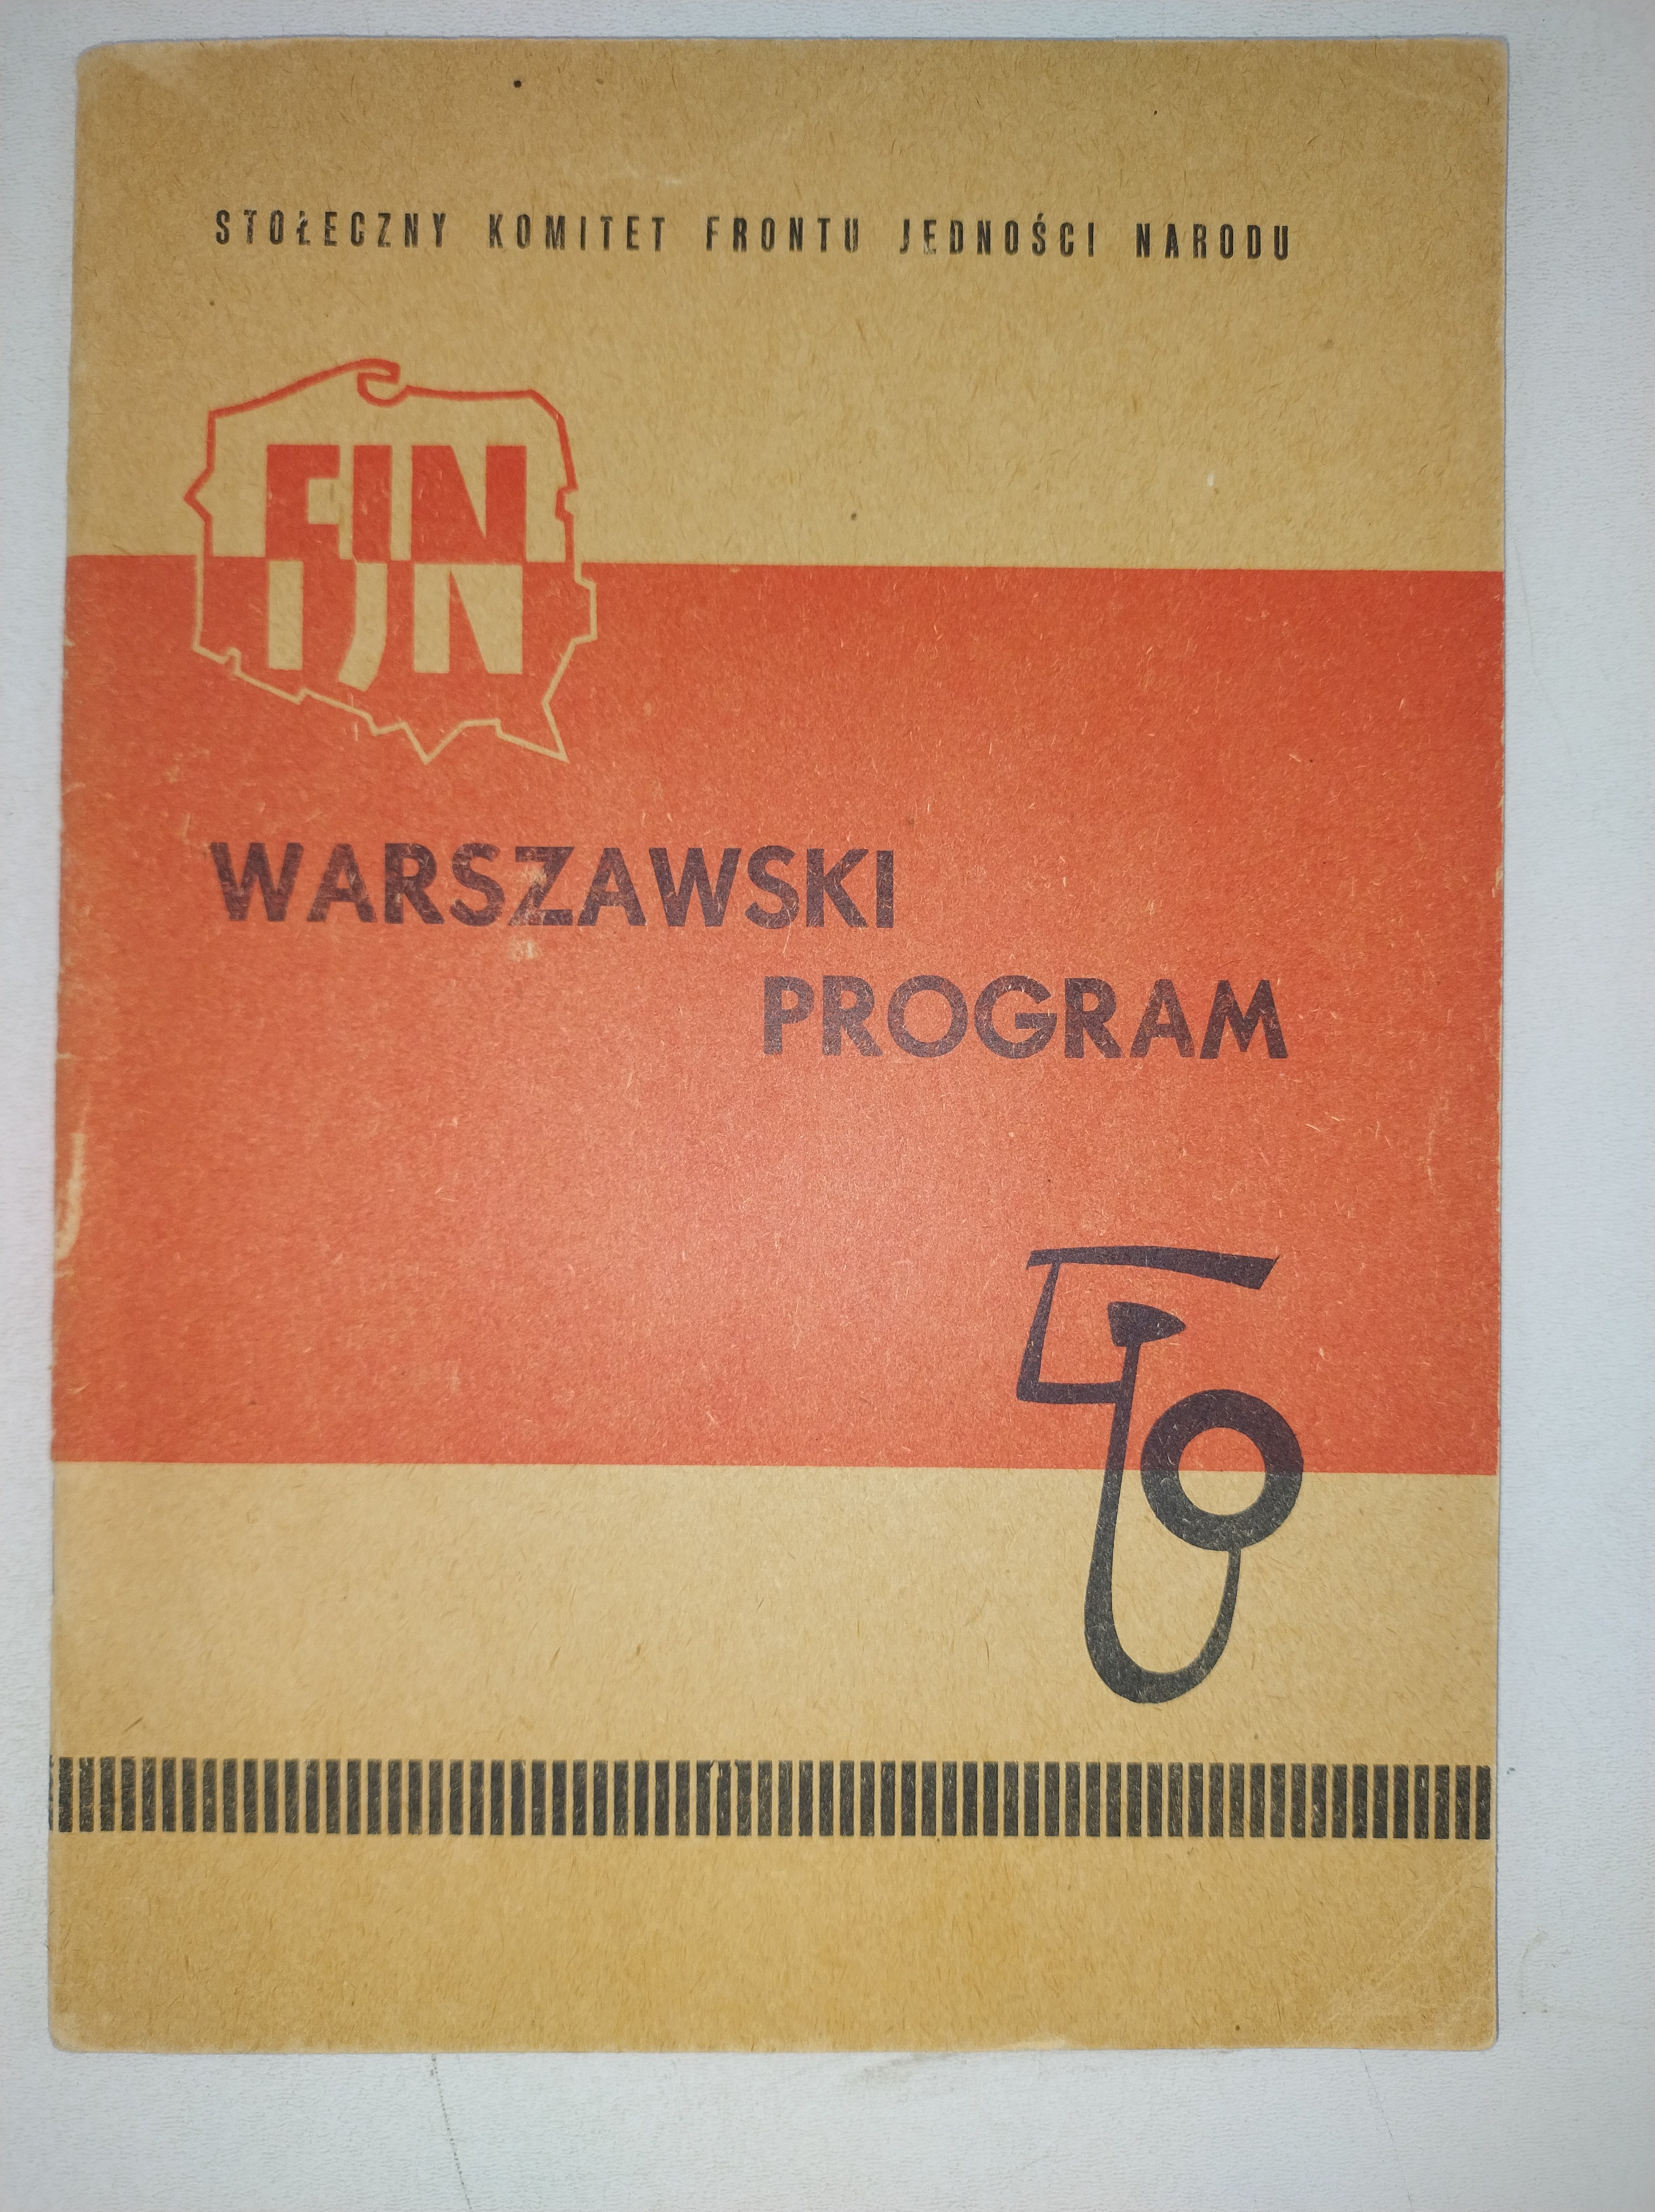 STOŁECZNY KOMITET FRONTU JEDNOŚCI NARODU
FJN
WARSZAWSKI
PROGRAM